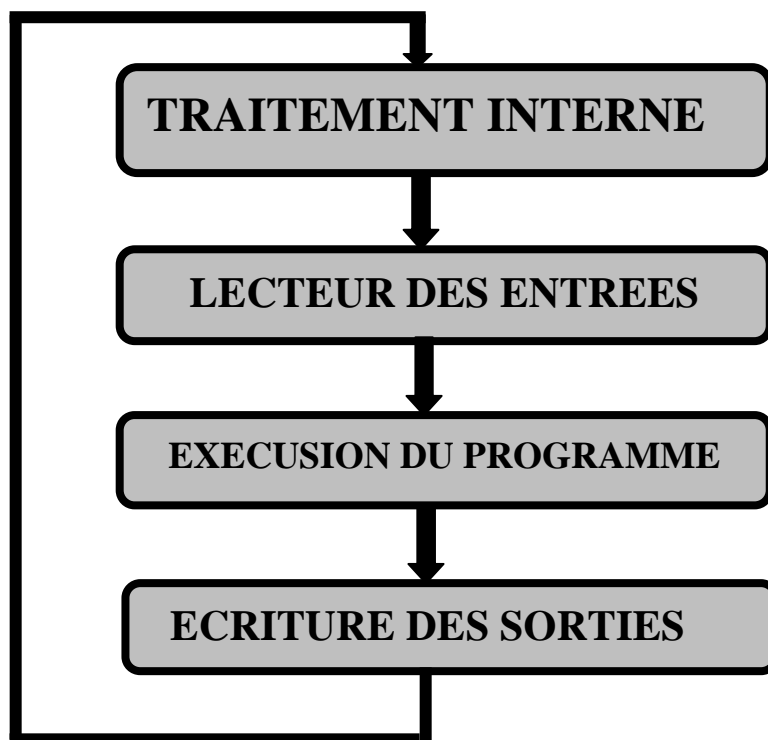 TRAITEMENT INTERNE
LECTEUR DES ENTREES
EXECUSION DU PROGRAMME
ECRITURE DES SORTIES